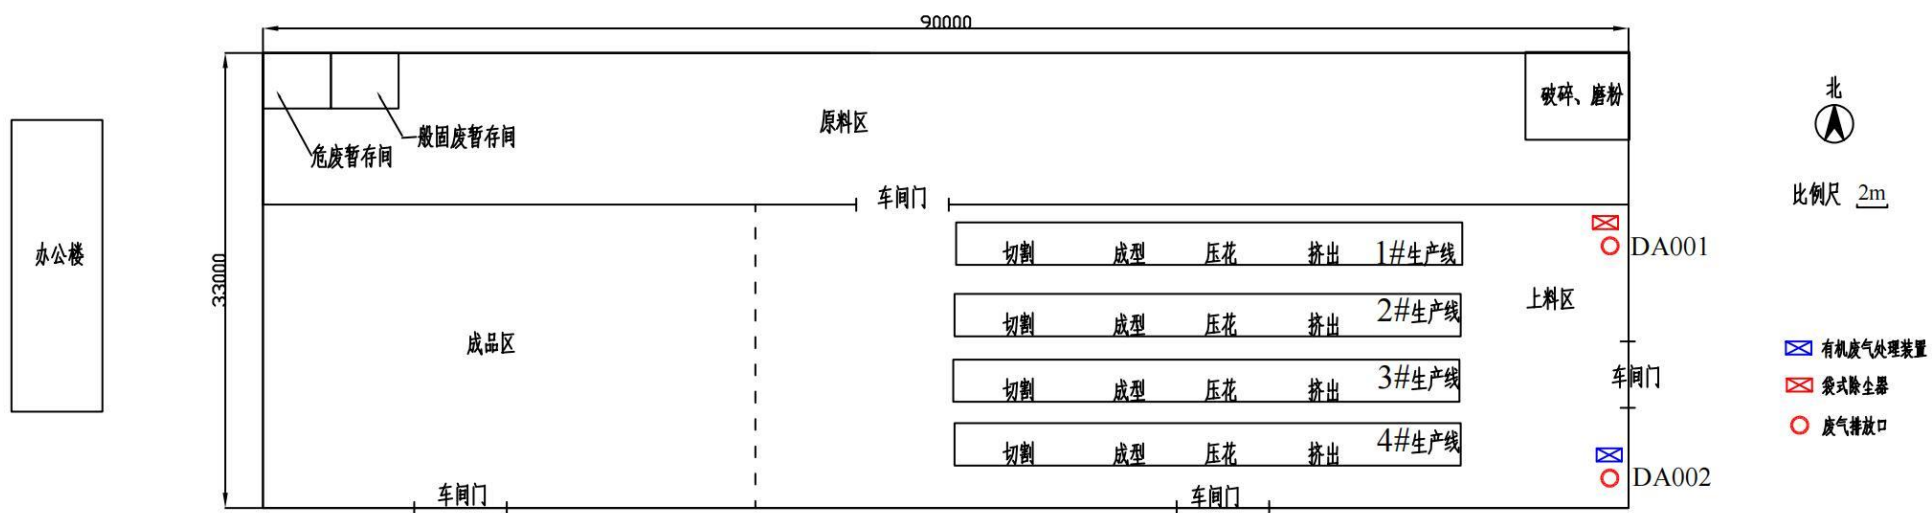 90000
破碎、磨粉
北
原料区
一般固废暂存间
危废暂存间
比例尺 2m
车间门
办公楼
33000
切割 成型 压花 挤出 1#生产线
DA001
上料区
切割 成型 压花 挤出 2#生产线
成品区
有机废气处理装置
切割 成型 压花 挤出 3#生产线
车间门
袋式除尘器
废气排放口
切割 成型 压花 挤出 4#生产线
DA002
车间门
车间门